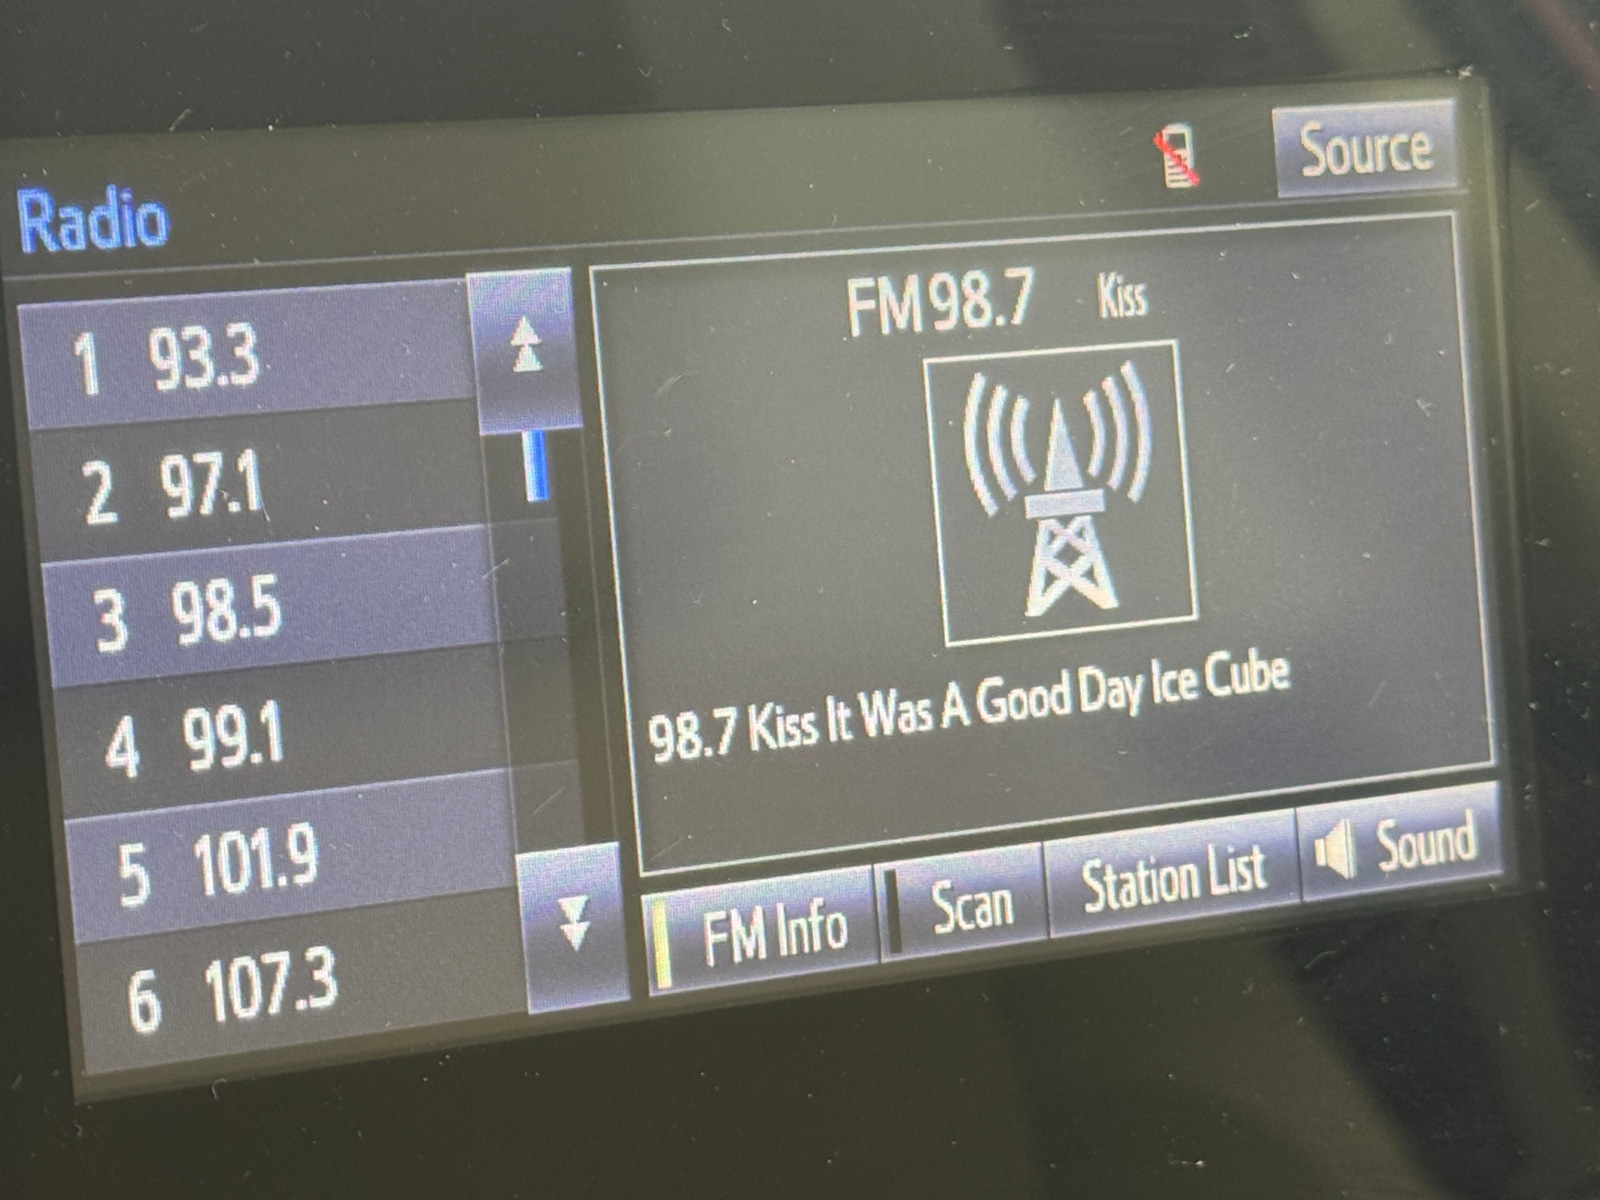 Source
Radio
1 93.3
2 97.1
3 98.5
4 99.1
5 101.9
6 107.3
FM 98.7 Kiss
98.7 Kiss It Was A Good Day Ice Cube
FM Info
Scan
Station List
Sound